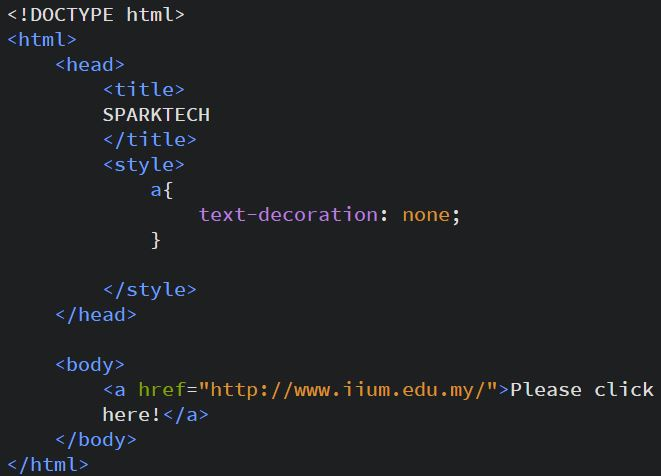 <!DOCTYPE html>
<html>
    <head>
        <title>
        SPARKTECH
        </title>
        <style>
            a{
                text-decoration: none;
            }

        </style>
    </head>

    <body>
        <a href="http://www.iium.edu.my/">Please click
        here!</a>
    </body>
</html>